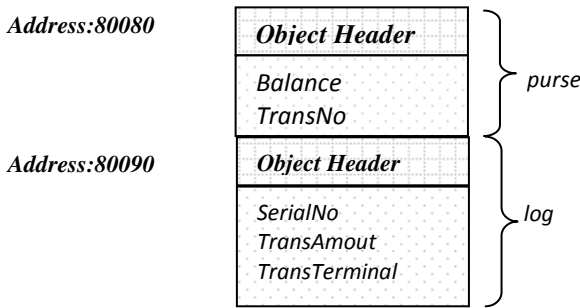 Address:80080
Object Header
Balance
TransNo
purse
Address:80090
Object Header
SerialNo
TransAmout
TransTerminal
log